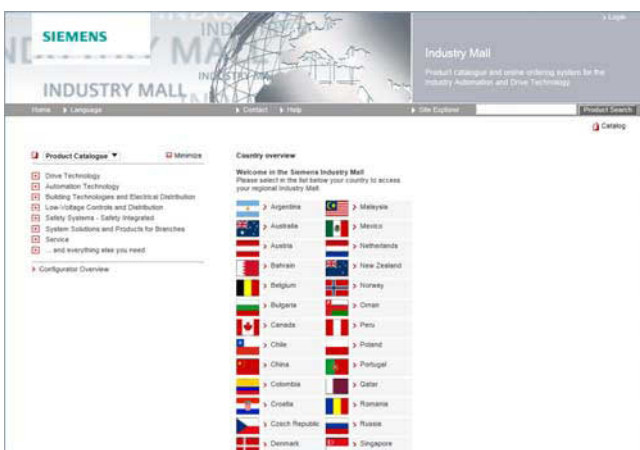 Login
SIEMENS
INDUSTRY MALL
Industry Mall
Product catalogue and online ordering system for the
Industry Automation and Drive Technology
Home Language Contact Help Site Explorer Product Search
Catalog
Product Catalogue Minimize
Drive Technology
Automation Technology
Building Technologies and Electrical Distribution
Low-Voltage Controls and Distribution
Safety Systems - Safety Integrated
System Solutions and Products for Branches
Service
... and everything else you need
Configurator Overview
Country overview
Welcome in the Siemens Industry Mall
Please select in the list below your country to access
your regional Industry Mall.
Argentina Malaysia
Australia Mexico
Austria Netherlands
Bahrain New Zealand
Belgium Norway
Bulgaria Oman
Canada Peru
Chile Poland
China Portugal
Colombia Qatar
Croatia Romania
Czech Republic Russia
Denmark Singapore